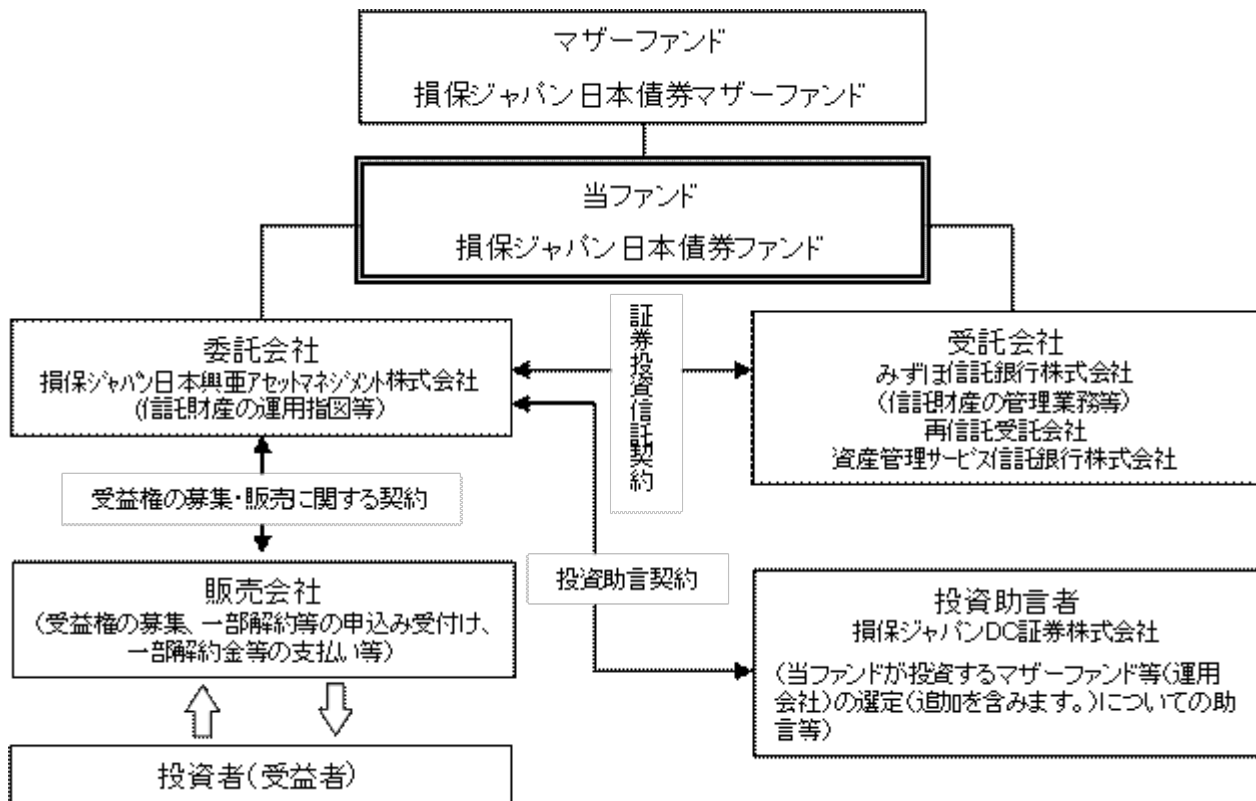 マザーファンド
損保ジャパン日本債券マザーファンド
当ファンド
損保ジャパン日本債券ファンド
証券投資信託契約
委託会社
損保ジャパン日本興亜アセットマネジメント株式会社
(信託財産の運用指図等)
受託会社
みずほ信託銀行株式会社
(信託財産の管理業務等)
再信託受託会社
資産管理サービス信託銀行株式会社
受益権の募集・販売に関する契約
投資助言契約
販売会社
(受益権の募集、一部解約等の申込み受付け、
一部解約金等の支払い等)
投資助言者
損保ジャパンDC証券株式会社
(当ファンドが投資するマザーファンド等(運用
会社)の選定(追加を含みます。)についての助
言等)
投資者(受益者)